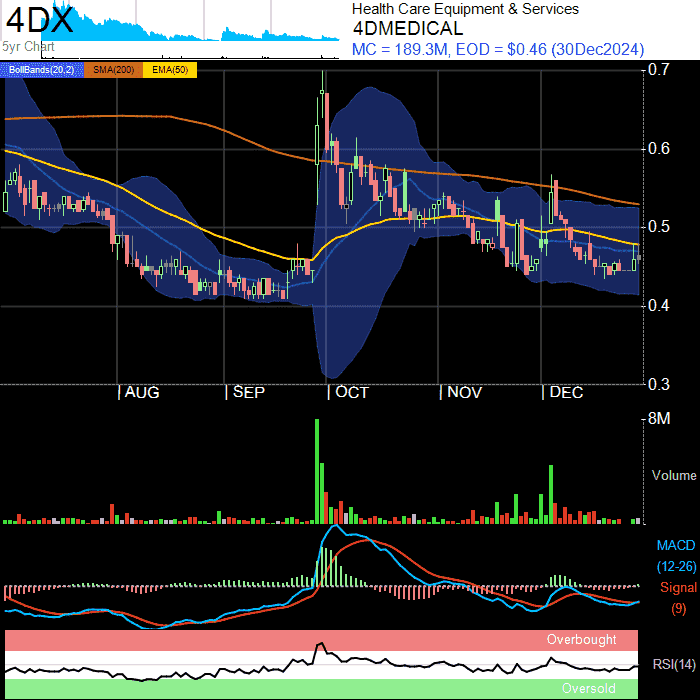 4DX
5yr Chart
Health Care Equipment & Services
4DMEDICAL
MC = 189.3M, EOD = $0.46 (30Dec2024)
BollBands(20,2) SMA(200) EMA(50)
0.7
0.6
0.5
0.4
0.3
AUG SEP OCT NOV DEC
8M
Volume
MACD
(12-26)
Signal
(9)
Overbought
RSI(14)
Oversold